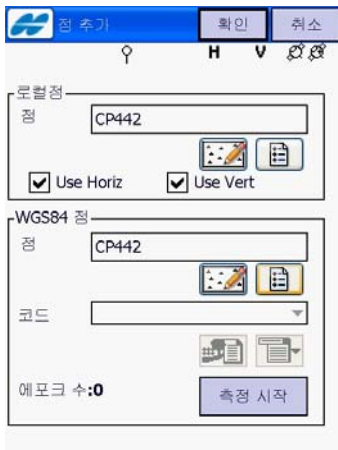 점 추가 확인 취소
H V
로컬점
점 CP442
Use Horiz Use Vert
WGS84 점
점 CP442
코드
에포크 수:0 측정 시작